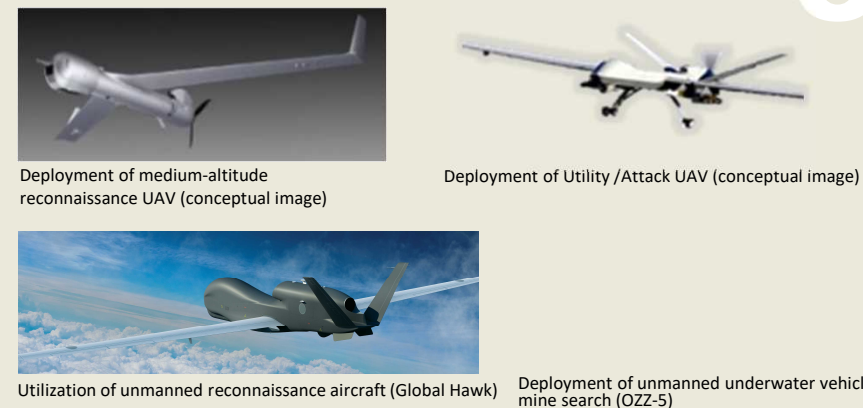 Deployment of medium-altitude
reconnaissance UAV (conceptual image)
Deployment of Utility /Attack UAV (conceptual image)
Utilization of unmanned reconnaissance aircraft (Global Hawk)
Deployment of unmanned underwater
mine search (OZZ-5)